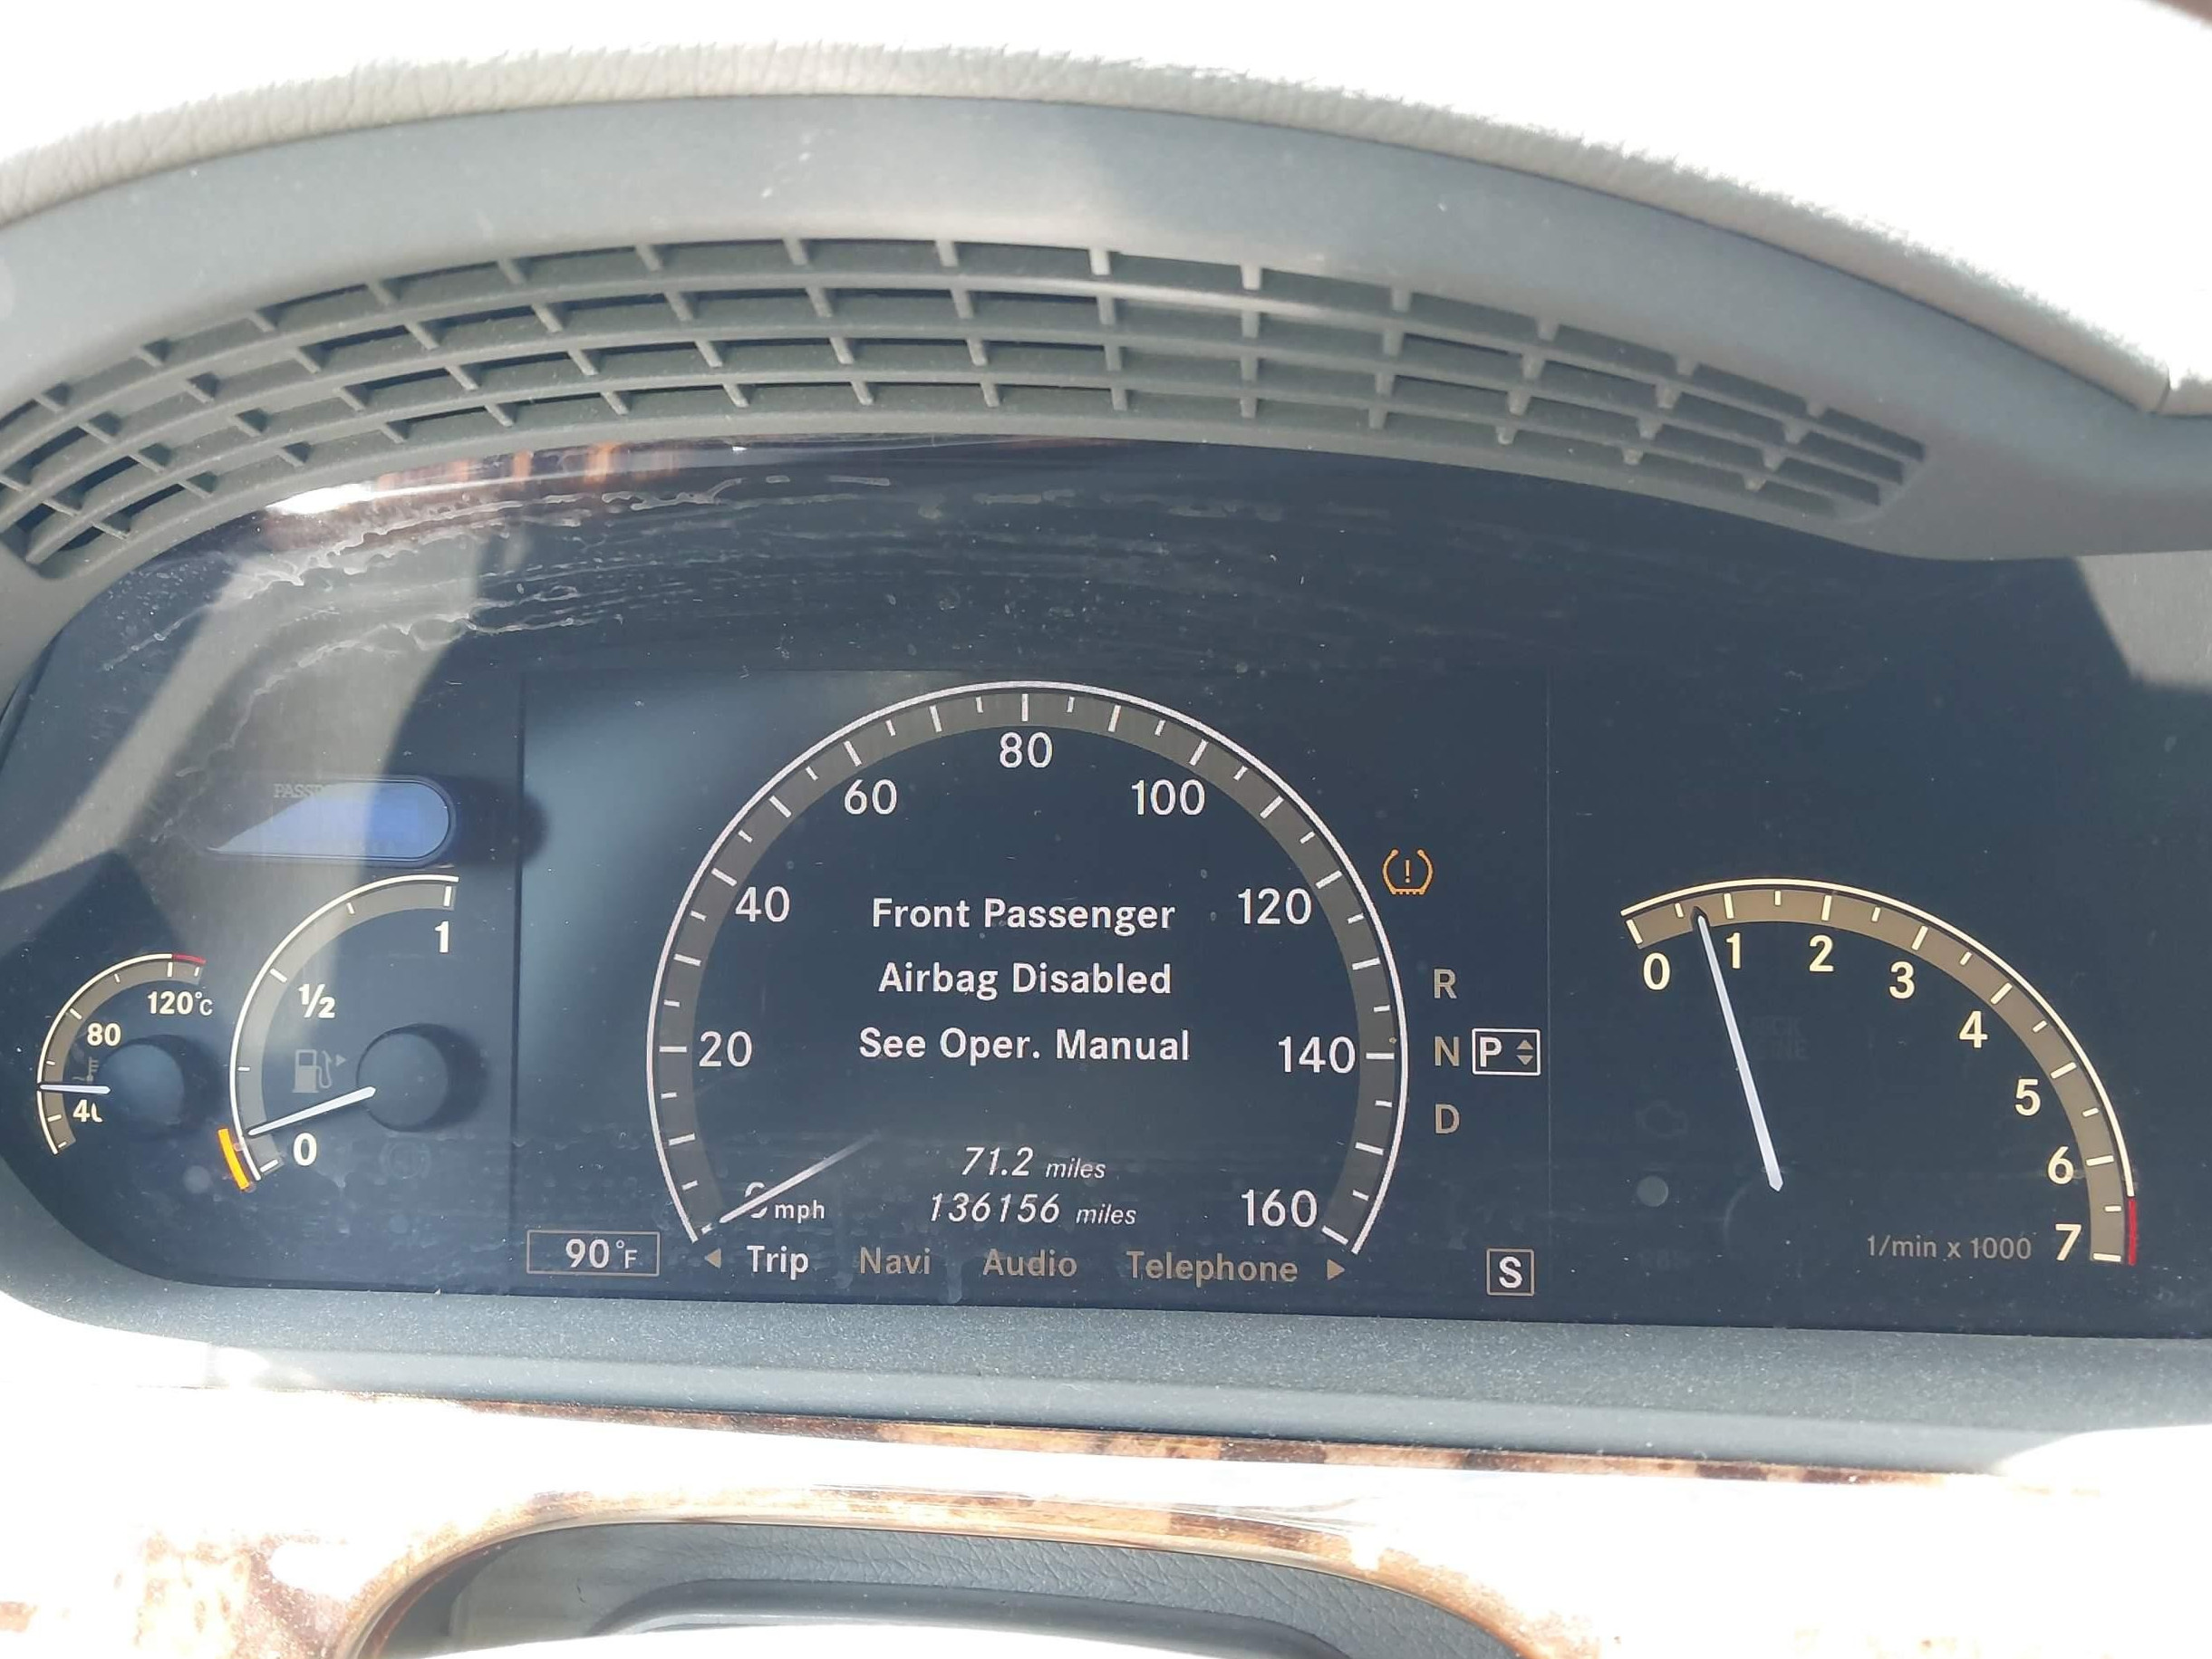 80
60
100
40
120
Front Passenger
Airbag Disabled
See Oper. Manual
20
140
71.2 miles
136156 miles
mph
160
90°F
Trip Navi Audio Telephone
R
N P
D
S
1
½
0
120°C
80
0
1
2
3
4
5
6
7
1/min x 1000